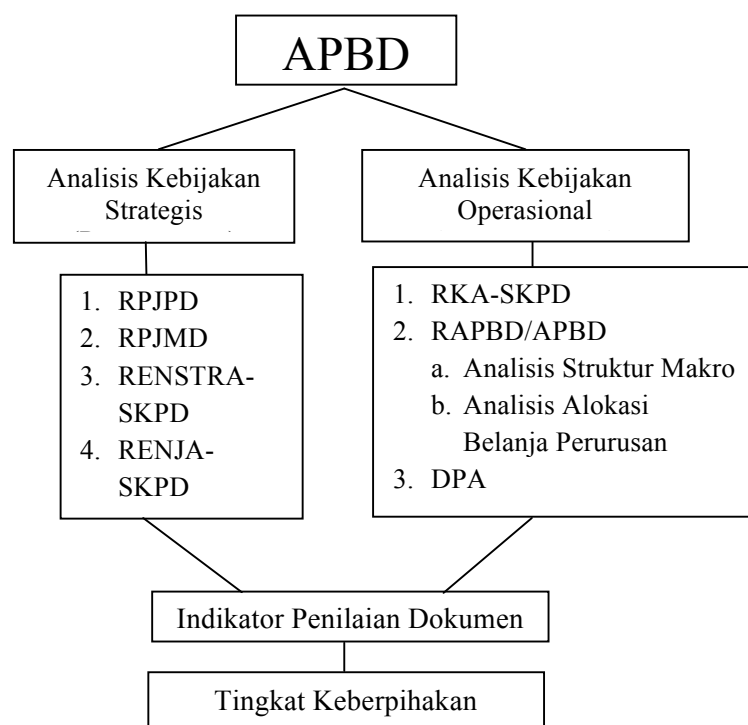 APBD
Analisis Kebijakan
Strategis
Analisis Kebijakan
Operasional
1. RPJPD
2. RPJMD
3. RENSTRA-
SKPD
4. RENJA-
SKPD
1. RKA-SKPD
2. RAPBD/APBD
a. Analisis Struktur Makro
b. Analisis Alokasi
Belanja Perurusan
3. DPA
Indikator Penilaian Dokumen
Tingkat Keberpihakan